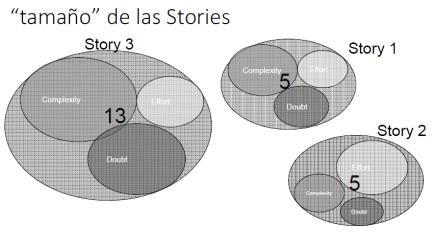 “tamaño” de las Stories
Story 3
Complexity
Effort
13
Doubt
Story 1
Complexity
Effort
5
Doubt
Story 2
Effort
Complexity
5
Doubt